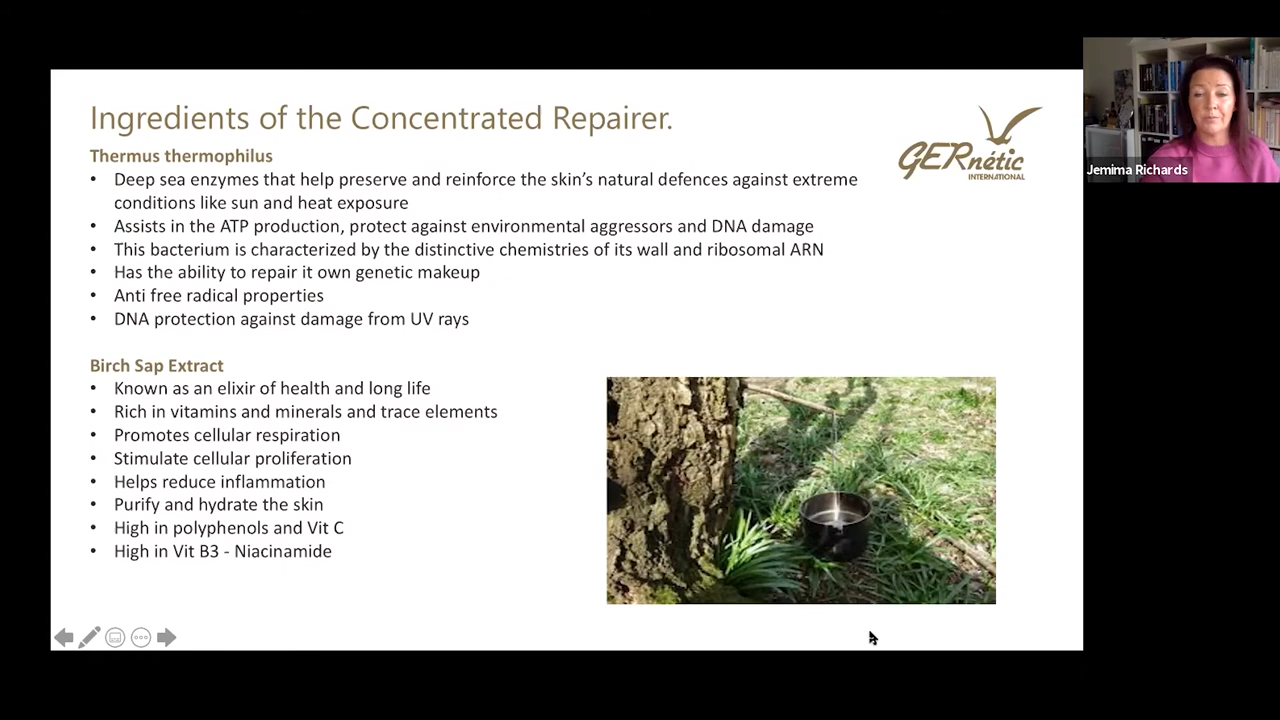 Ingredients of the Concentrated Repairer.
GERnétic
INTERNATIONAL
Thermus thermophilus
• Deep sea enzymes that help preserve and reinforce the skin's natural defences against extreme
conditions like sun and heat exposure
• Assists in the ATP production, protect against environmental aggressors and DNA damage
• This bacterium is characterized by the distinctive chemistries of its wall and ribosomal ARN
• Has the ability to repair it own genetic makeup
• Anti free radical properties
• DNA protection against damage from UV rays
Birch Sap Extract
• Known as an elixir of health and long life
• Rich in vitamins and minerals and trace elements
• Promotes cellular respiration
• Stimulate cellular proliferation
• Helps reduce inflammation
• Purify and hydrate the skin
• High in polyphenols and Vit C
• High in Vit B3 - Niacinamide
Jemima Richards